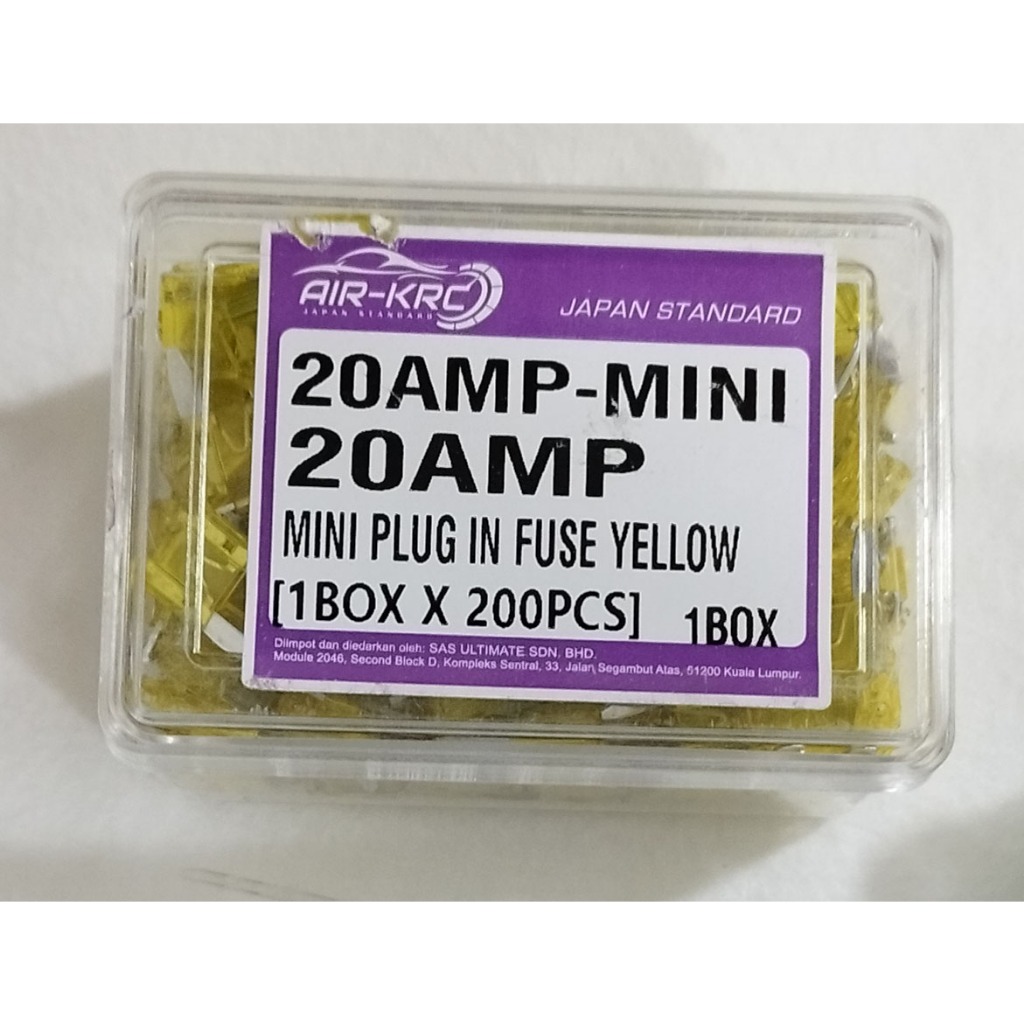 AIR-KRC
JAPAN STANDARD
JAPAN STANDARD
20AMP-MINI
20AMP
MINI PLUG IN FUSE YELLOW
[1BOX X 200PCS] 1BOX
Diimpot dan diedarkan oleh: SAS ULTIMATE SDN. BHD.
Module 2046, Second Block D, Kompleks Sentral, 33, Jalan Segambut Atas, 51200 Kuala Lumpur.